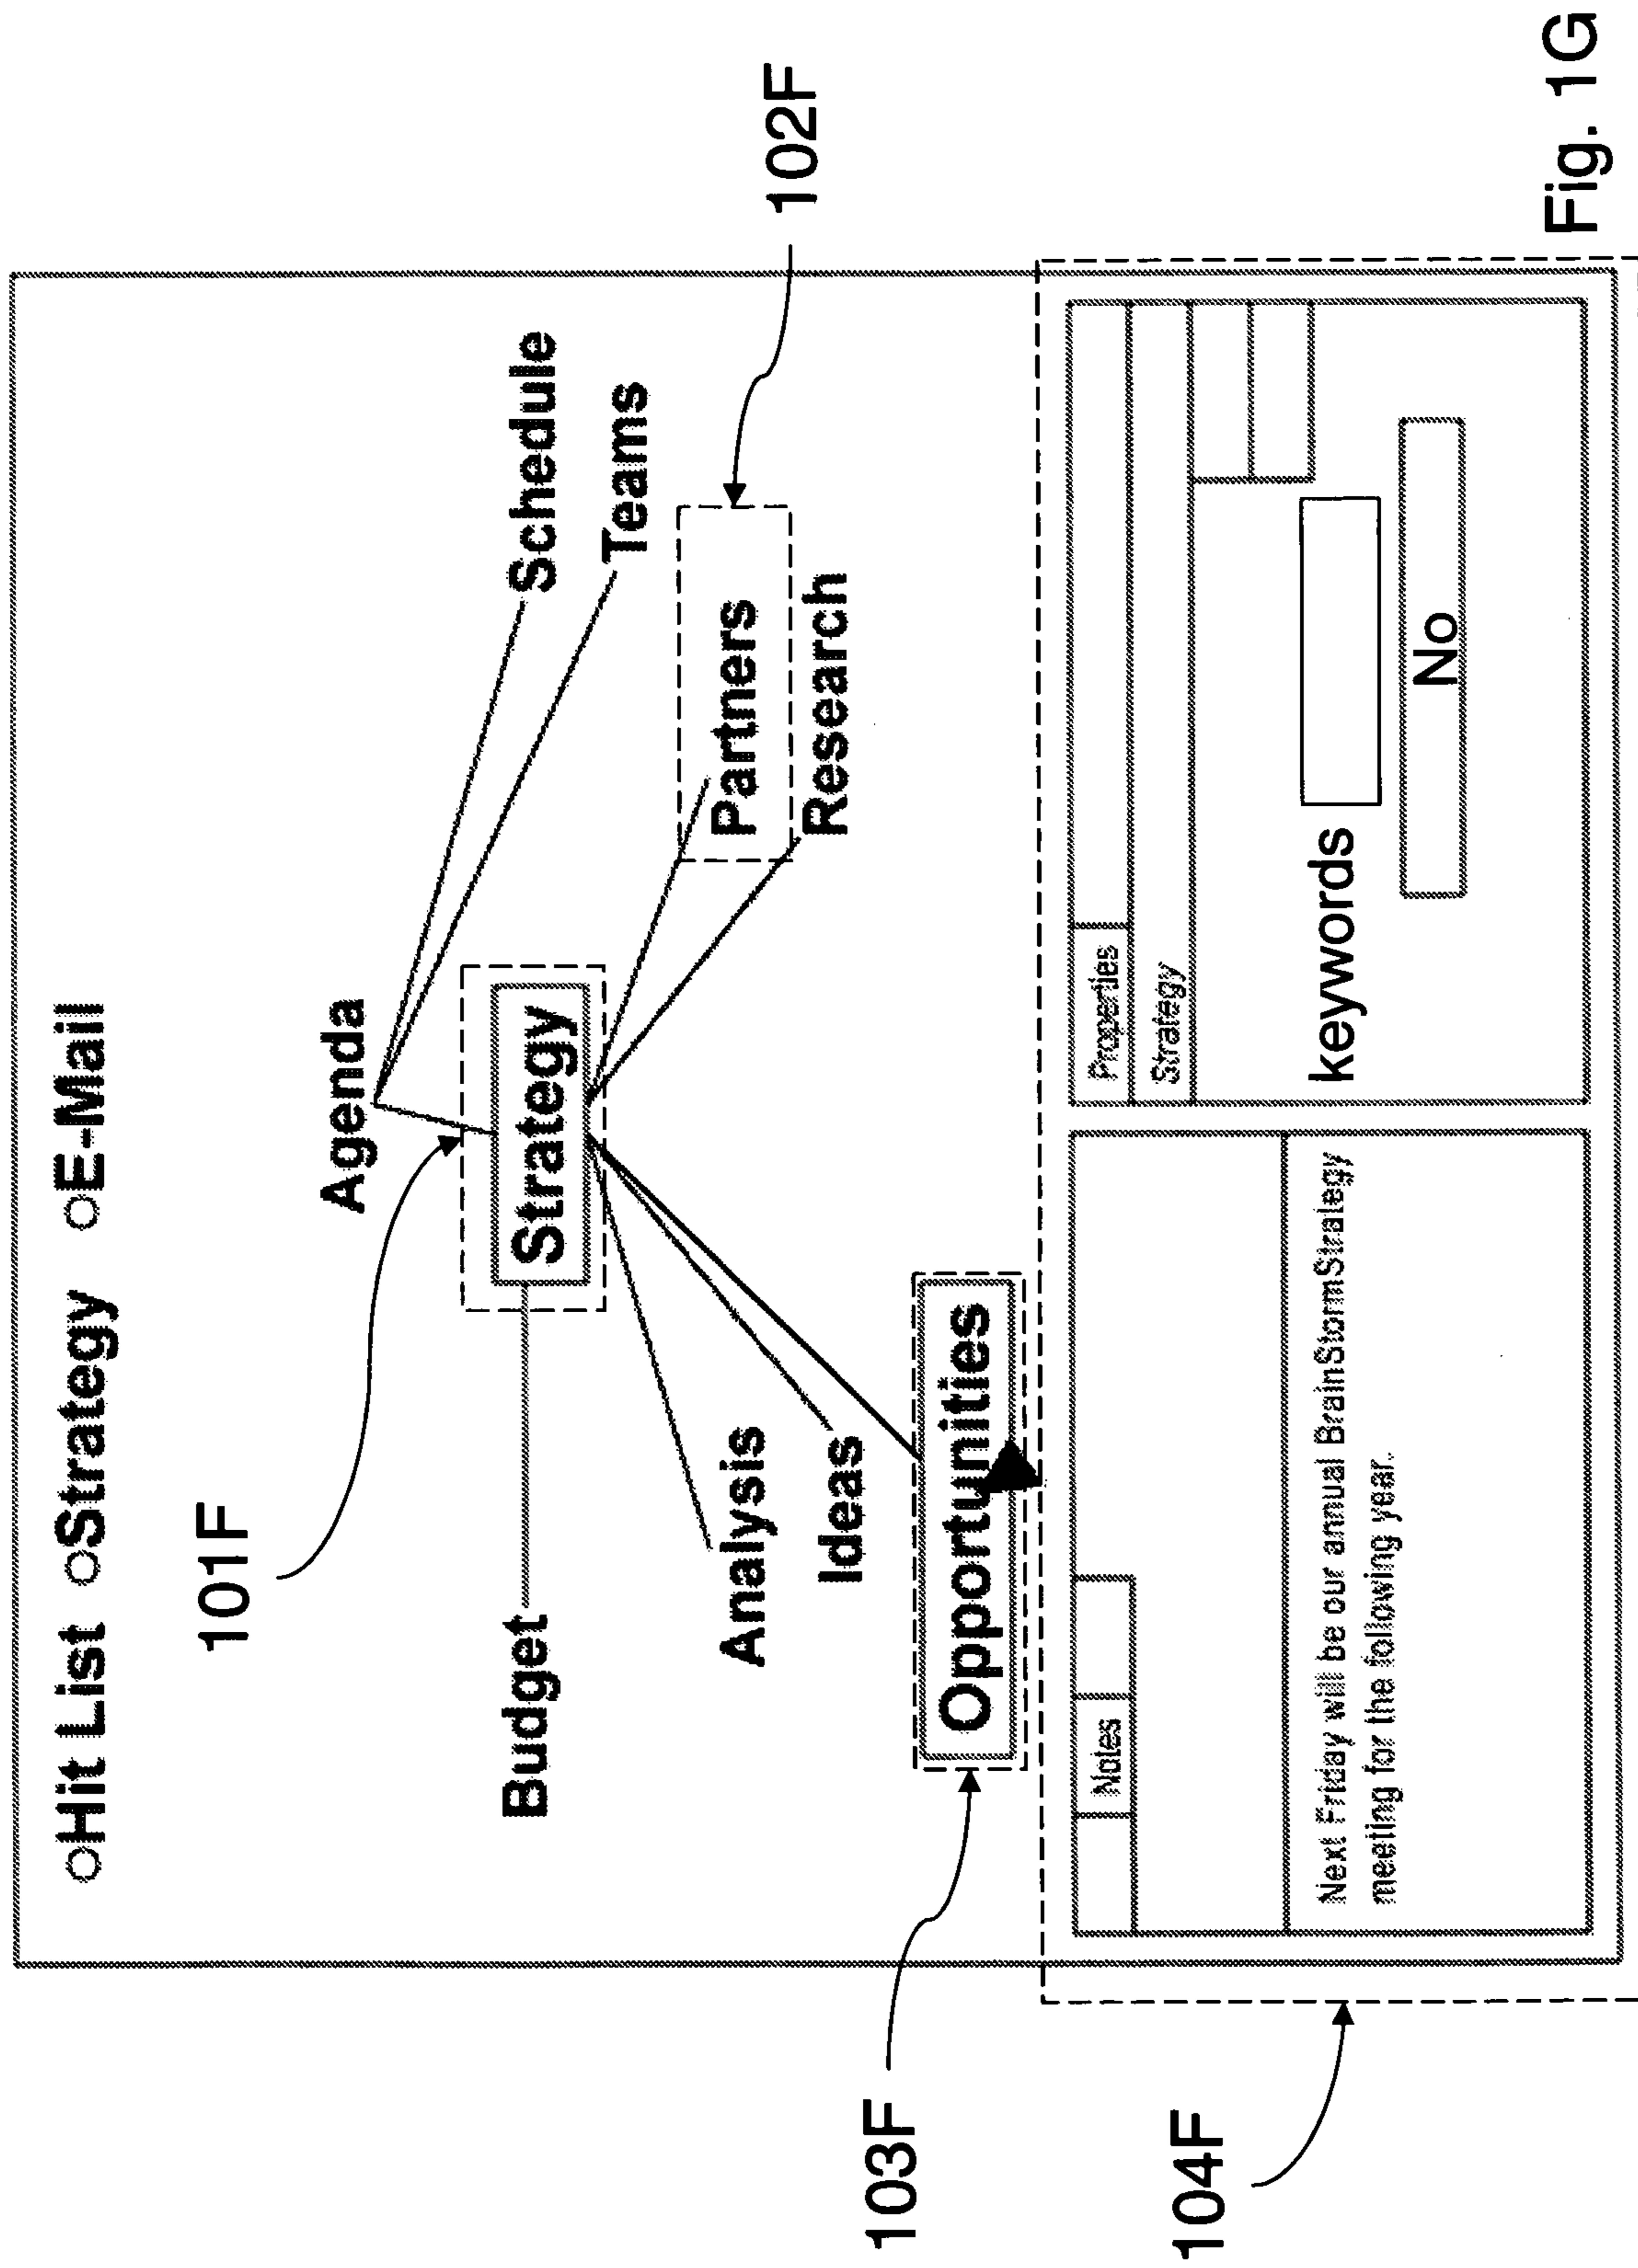 Hit List Strategy E-Mail
101F
Agenda
Schedule
Budget
Strategy
Teams
Analysis
Partners
102F
Ideas
Research
103F
Opportunities
Notes
Properties
Strategy
104F
Next Friday will be our annual BrainStormStrategy
meeting for the following year.
keywords
No
Fig. 1G